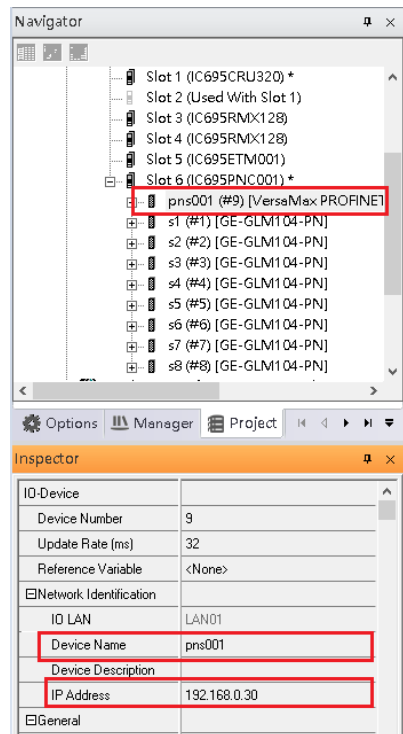 Navigator
Slot 1 (IC695CRU320) *
Slot 2 (Used With Slot 1)
Slot 3 (IC695RMX128)
Slot 4 (IC695RMX128)
Slot 5 (IC695ETM001)
Slot 6 (IC695PNC001) *
pns001 (#9) [VersaMax PROFINET
s1 (#1) [GE-GLM104-PN]
s2 (#2) [GE-GLM104-PN]
s3 (#3) [GE-GLM104-PN]
s4 (#4) [GE-GLM104-PN]
s5 (#5) [GE-GLM104-PN]
s6 (#6) [GE-GLM104-PN]
s7 (#7) [GE-GLM104-PN]
s8 (#8) [GE-GLM104-PN]
Options Manager Project
Inspector
IO-Device
Device Number 9
Update Rate (ms) 32
Reference Variable <None>
Network Identification
IO LAN LAN01
Device Name pns001
Device Description
IP Address 192.168.0.30
General